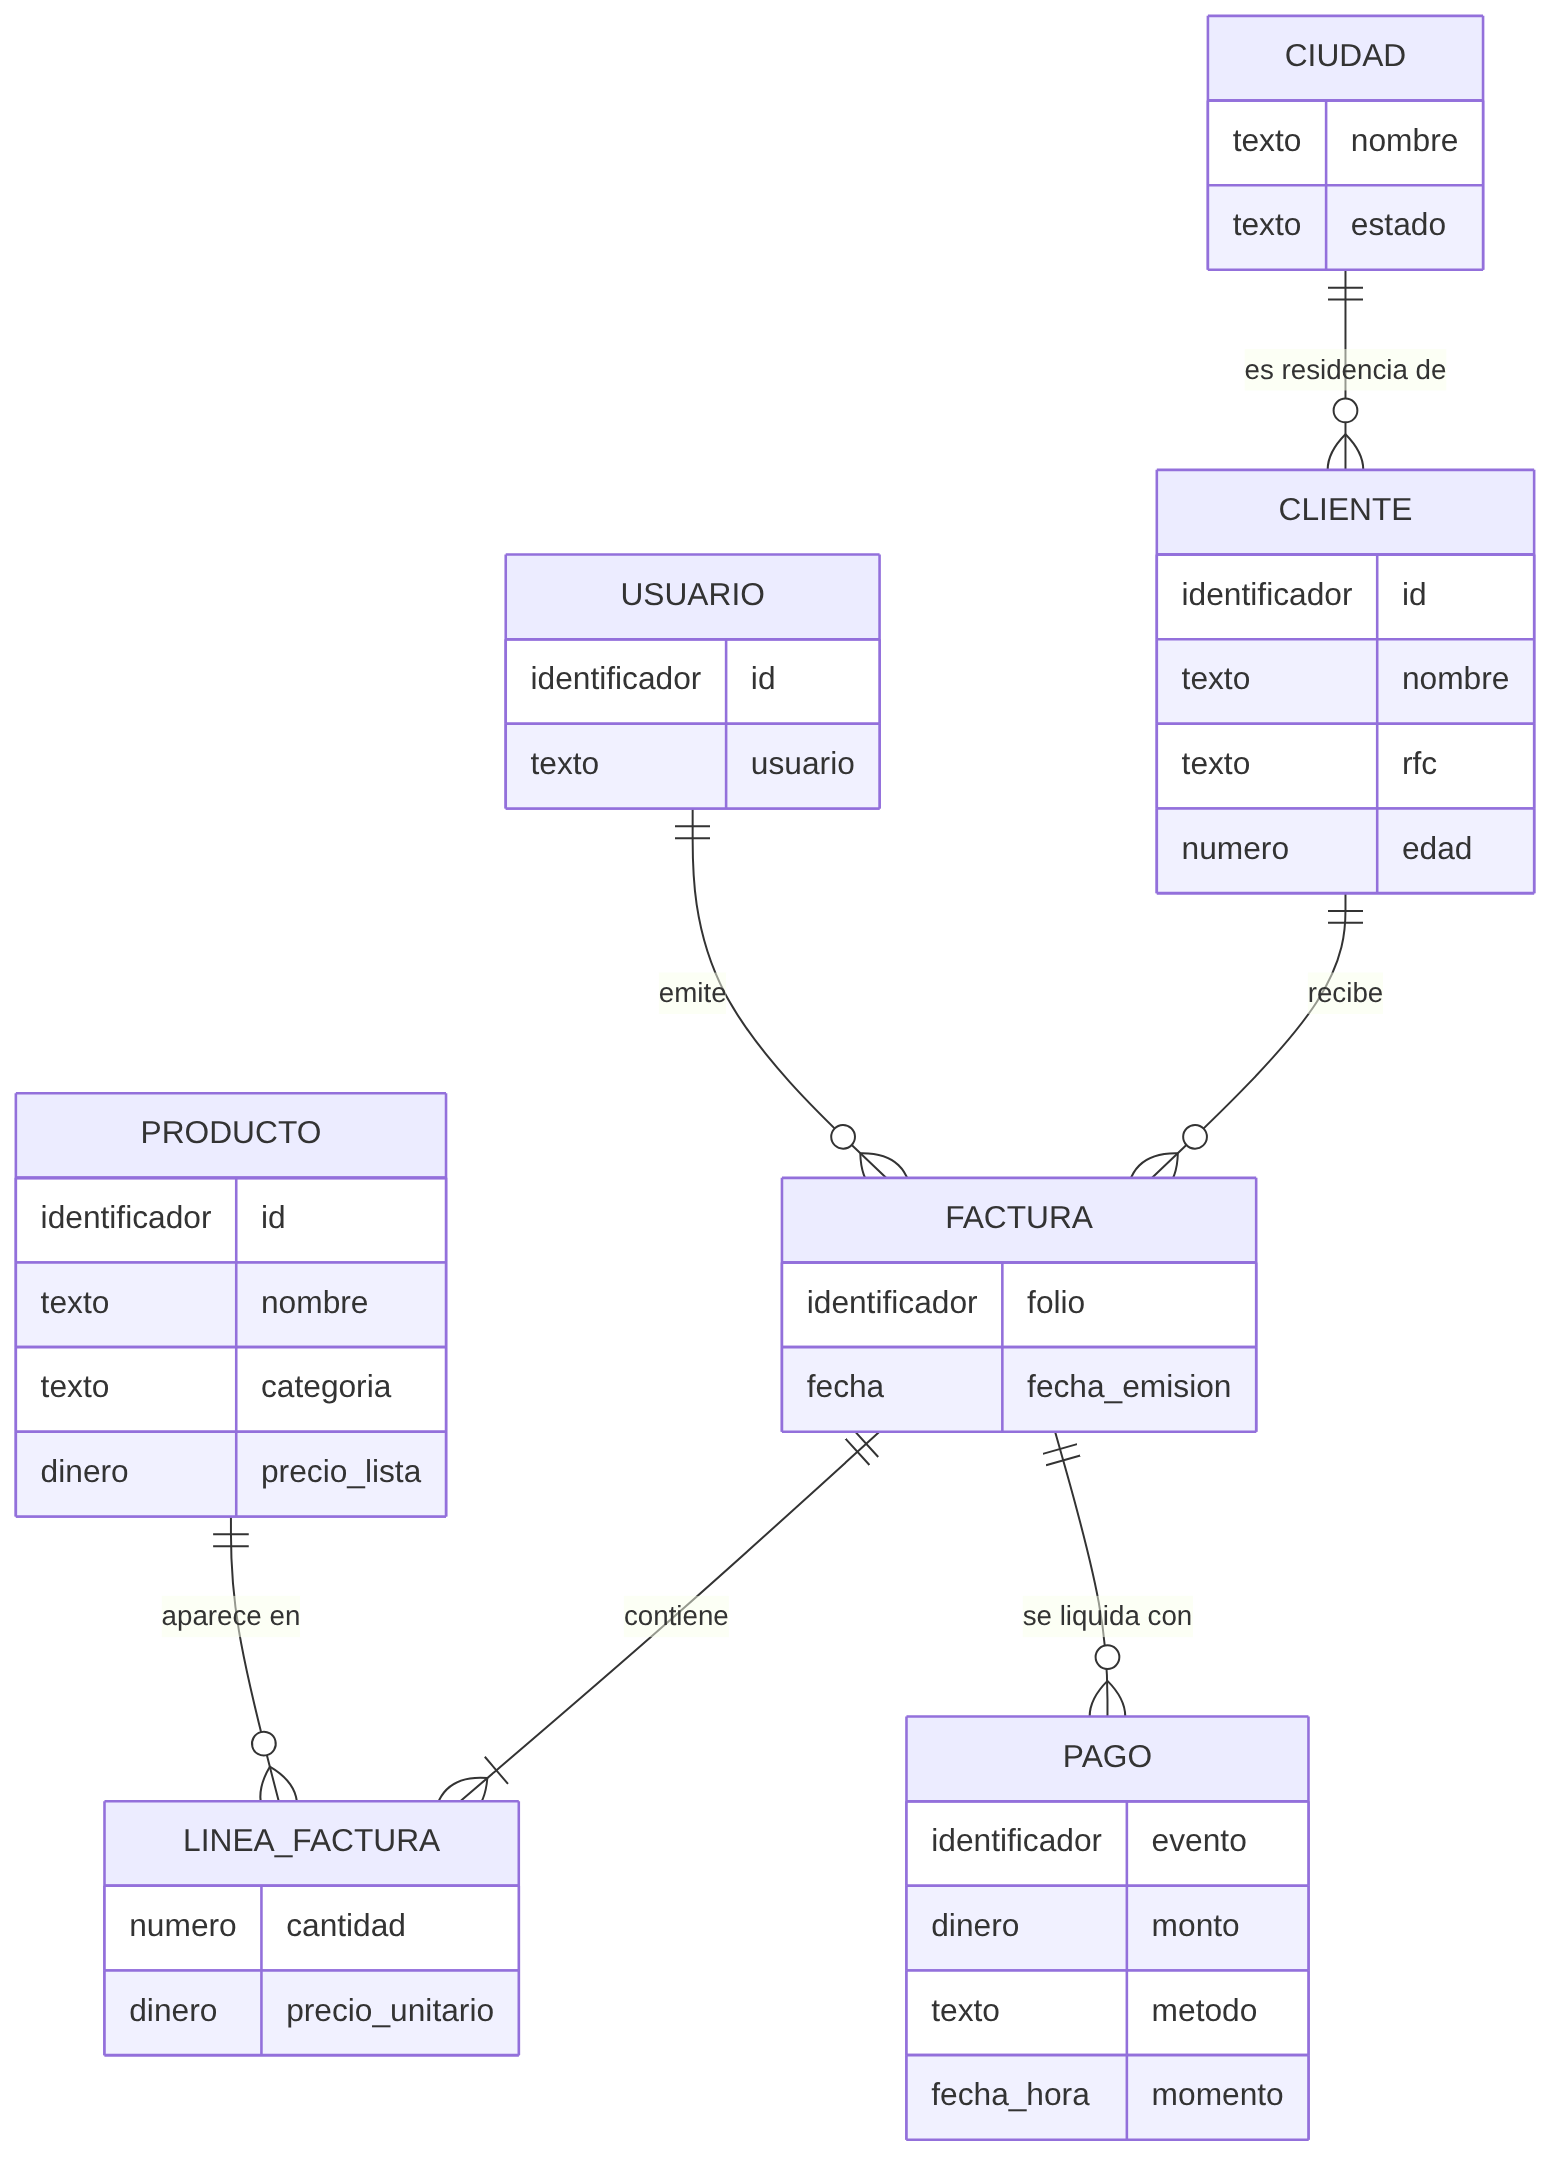 CIUDAD
texto nombre
texto estado
es residencia de
CLIENTE
identificador id
texto nombre
texto rfc
numero edad
USUARIO
identificador id
texto usuario
emite
recibe
PRODUCTO
identificador id
texto nombre
texto categoria
dinero precio_lista
FACTURA
identificador folio
fecha fecha_emision
aparece en
contiene
se liquida con
LINEA_FACTURA
numero cantidad
dinero precio_unitario
PAGO
identificador evento
dinero monto
texto metodo
fecha_hora momento